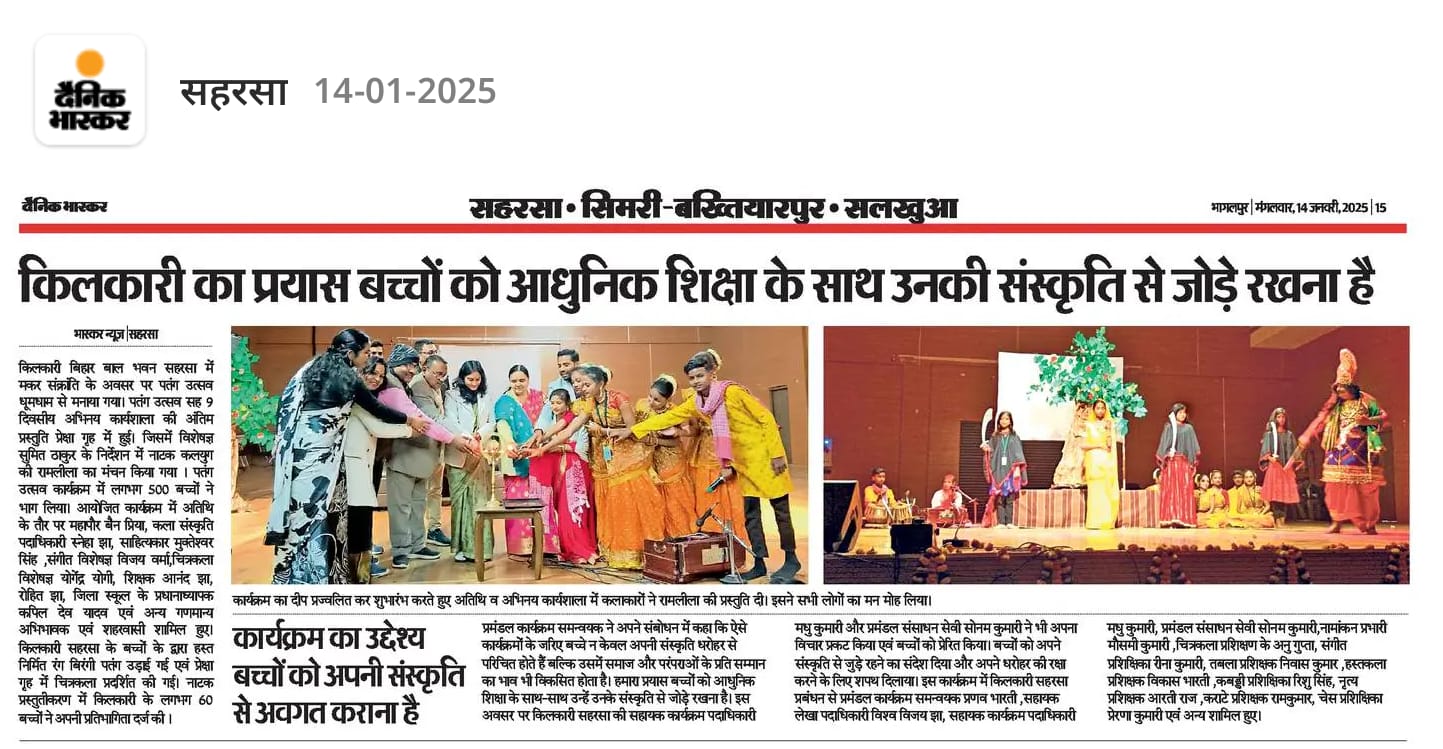 दैनिक
भास्कर
सहरसा 14-01-2025
दैनिक भास्कर
सहरसा • सिमरी-बख्तियारपुर • सलखुआ
भागलपुर | मंगलवार, 14 जनवरी, 2025 | 15
किलकारी का प्रयास बच्चों को आधुनिक शिक्षा के साथ उनकी संस्कृति से जोड़े रखना है
भास्कर न्यूज | सहरसा
किलकारी बिहार बाल भवन सहरसा में
मकर संक्रांति के अवसर पर पतंग उत्सव
धूमधाम से मनाया गया। पतंग उत्सव सह 9
दिवसीय अभिनय कार्यशाला की अंतिम
प्रस्तुति प्रेक्षा गृह में हुई। जिसमें विशेषज्ञ
सुमित ठाकुर के निर्देशन में नाटक कलयुग
की रामलीला का मंचन किया गया । पतंग
उत्सव कार्यक्रम में लगभग 500 बच्चों ने
भाग लिया। आयोजित कार्यक्रम में अतिथि
के तौर पर महापौर बैन प्रिया, कला संस्कृति
पदाधिकारी स्नेहा झा, साहित्यकार मुक्तेश्वर
सिंह ,संगीत विशेषज्ञ विजय वर्मा,चित्रकला
विशेषज्ञ योगेंद्र योगी, शिक्षक आनंद झा,
रोहित झा, जिला स्कूल के प्रधानाध्यापक
कपिल देव यादव एवं अन्य गणमान्य
अभिभावक एवं शहरवासी शामिल हुए।
किलकारी सहरसा के बच्चों के द्वारा हस्त
निर्मित रंग बिरंगी पतंग उड़ाई गई एवं प्रेक्षा
गृह में चित्रकला प्रदर्शित की गई। नाटक
प्रस्तुतीकरण में किलकारी के लगभग 60
बच्चों ने अपनी प्रतिभागिता दर्ज की ।
कार्यक्रम का दीप प्रज्वलित कर शुभारंभ करते हुए अतिथि व अभिनय कार्यशाला में कलाकारों ने रामलीला की प्रस्तुति दी। इसने सभी लोगों का मन मोह लिया।
कार्यक्रम का उद्देश्य
बच्चों को अपनी संस्कृति
से अवगत कराना है
प्रमंडल कार्यक्रम समन्वयक ने अपने संबोधन में कहा कि ऐसे
कार्यक्रमों के जरिए बच्चे न केवल अपनी संस्कृति धरोहर से
परिचित होते हैं बल्कि उसमें समाज और परंपराओं के प्रति सम्मान
का भाव भी विकसित होता है। हमारा प्रयास बच्चों को आधुनिक
शिक्षा के साथ-साथ उन्हें उनके संस्कृति से जोड़े रखना है। इस
अवसर पर किलकारी सहरसा की सहायक कार्यक्रम पदाधिकारी
मधु कुमारी और प्रमंडल संसाधन सेवी सोनम कुमारी ने भी अपना
विचार प्रकट किया एवं बच्चों को प्रेरित किया। बच्चों को अपने
संस्कृति से जुड़े रहने का संदेश दिया और अपने धरोहर की रक्षा
करने के लिए शपथ दिलाया। इस कार्यक्रम में किलकारी सहरसा
प्रबंधन से प्रमंडल कार्यक्रम समन्वयक प्रणव भारती ,सहायक
लेखा पदाधिकारी विश्व विजय झा, सहायक कार्यक्रम पदाधिकारी
मधु कुमारी, प्रमंडल संसाधन सेवी सोनम कुमारी,नामांकन प्रभारी
मौसमी कुमारी ,चित्रकला प्रशिक्षण के अनु गुप्ता, संगीत
प्रशिक्षिका रीना कुमारी, तबला प्रशिक्षक निवास कुमार ,हस्तकला
प्रशिक्षक विकास भारती ,कबड्डी प्रशिक्षिका रिशु सिंह, नृत्य
प्रशिक्षक आरती राज ,कराटे प्रशिक्षक रामकुमार, चेस प्रशिक्षिका
प्रेरणा कुमारी एवं अन्य शामिल हुए।